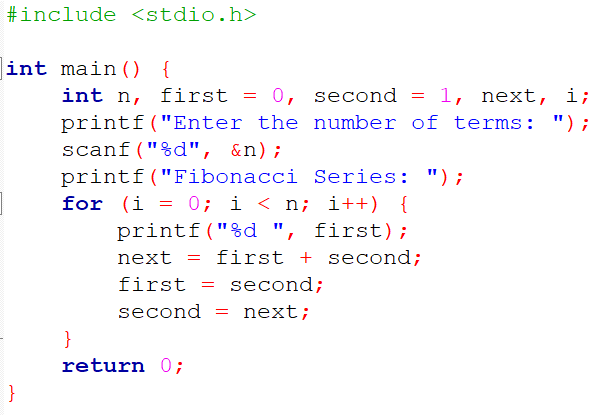 #include <stdio.h>

int main() {
    int n, first = 0, second = 1, next, i;
    printf("Enter the number of terms: ");
    scanf("%d", &n);
    printf("Fibonacci Series: ");
    for (i = 0; i < n; i++) {
        printf("%d ", first);
        next = first + second;
        first = second;
        second = next;
    }
    return 0;
}